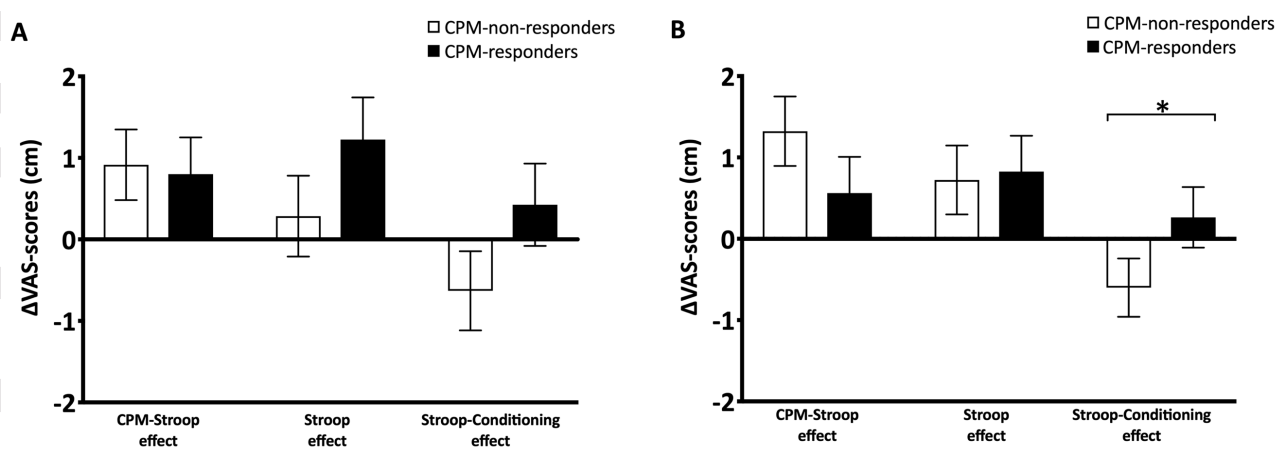 A
CPM-non-responders
CPM-responders
2
1
0
-1
-2
ΔVAS-scores (cm)
CPM-Stroop
effect
Stroop
effect
Stroop-Conditioning
effect
B
CPM-non-responders
CPM-responders
2
1
0
-1
-2
ΔVAS-scores (cm)
*
CPM-Stroop
effect
Stroop
effect
Stroop-Conditioning
effect